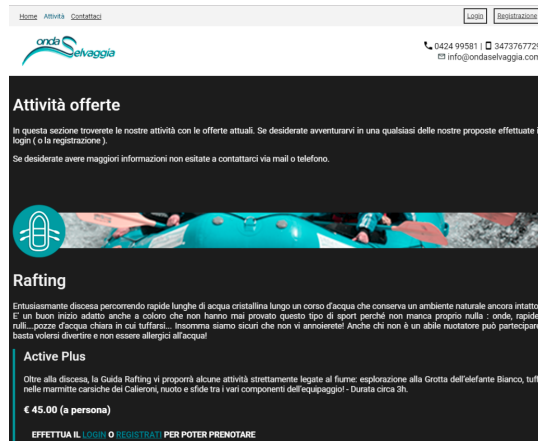 Home Attività Contattaci
Login Registrazione
onda Selvaggia
0424 99581 | 3473767729
info@ondaselvaggia.com
Attività offerte
In questa sezione troverete le nostre attività con le offerte attuali. Se desiderate avventurarvi in una qualsiasi delle nostre proposte effettuate
login ( o la registrazione ).
Se desiderate avere maggiori informazioni non esitate a contattarci via mail o telefono.
Rafting
Entusiasmante discesa percorrendo rapide lunghe di acqua cristallina lungo un corso d'acqua che conserva un ambiente naturale ancora intatto
E' un buon inizio adatto anche a coloro che non hanno mai provato questo tipo di sport perché non manca proprio nulla : onde, rapide
rulli....pozze d'acqua chiara in cui tuffarsi... Insomma siamo sicuri che non vi annoierete! Anche chi non è un abile nuotatore può partecipare
basta volersi divertire e non essere allergici all'acqua!
Active Plus
Oltre alla discesa, la Guida Rafting vi proporrà alcune attività strettamente legate al fiume: esplorazione alla Grotta dell'elefante Bianco, tuff
nelle marmitte carsiche dei Calieroni, nuoto e sfide tra i vari componenti dell'equipaggio! - Durata circa 3h.
€ 45.00 (a persona)
EFFETTUA IL LOGIN O REGISTRATI PER POTER PRENOTARE